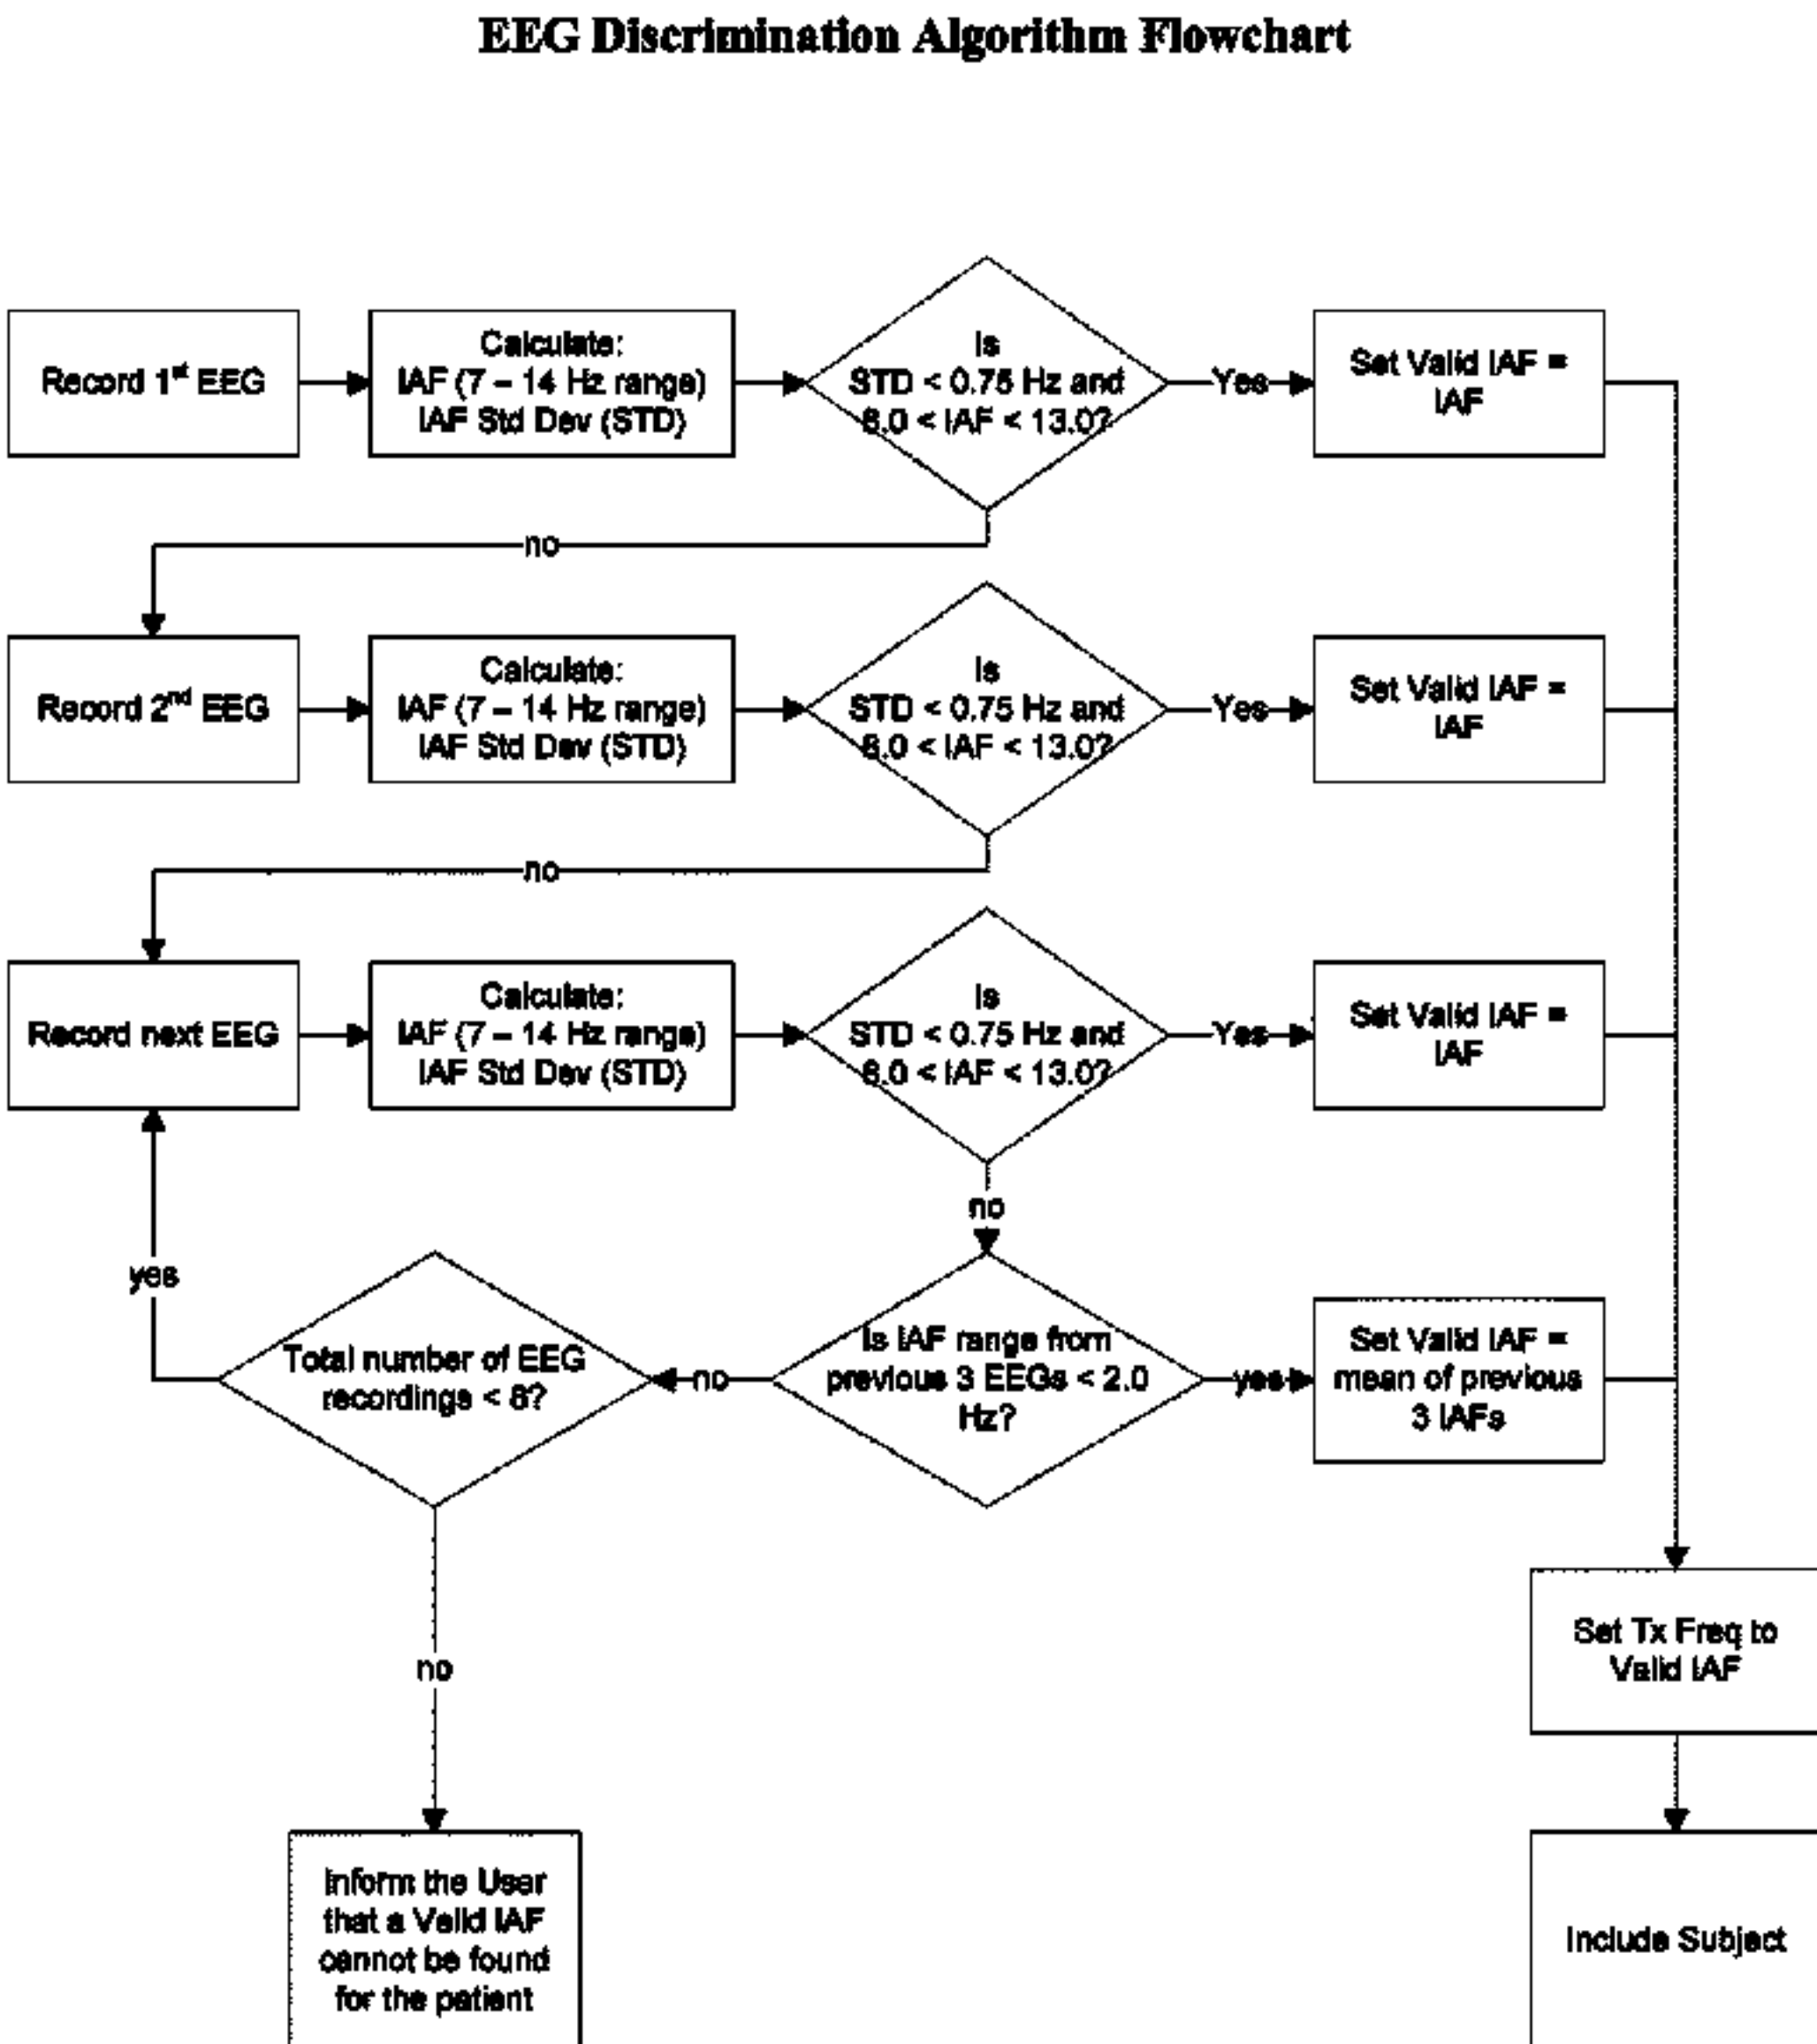 EEG Discrimination Algorithm Flowchart
Record 1st EEG
Calculate:
IAF (7 – 14 Hz range)
IAF Std Dev (STD)
Is
STD < 0.75 Hz and
< IAF < 13.0?
Yes
Set Valid IAF =
IAF
no
Record 2nd EEG
Calculate:
IAF (7 – 14 Hz range)
IAF Std Dev (STD)
Is
STD < 0.75 Hz and
< IAF < 13.0?
Yes
Set Valid IAF =
IAF
no
Record next EEG
Calculate:
IAF (7 – 14 Hz range)
IAF Std Dev (STD)
Is
STD < 0.75 Hz and
< IAF < 13.0?
Yes
Set Valid IAF =
IAF
no
yes
Total number of EEG
recordings <
no
Is IAF range from
previous 3 EEGs < 2.0
Hz?
yes
Set Valid IAF =
mean of previous
3 IAFs
no
Set Tx Freq to
Valid IAF
Inform the User
that a Valid IAF
cannot be found
for the patient
Include Subject